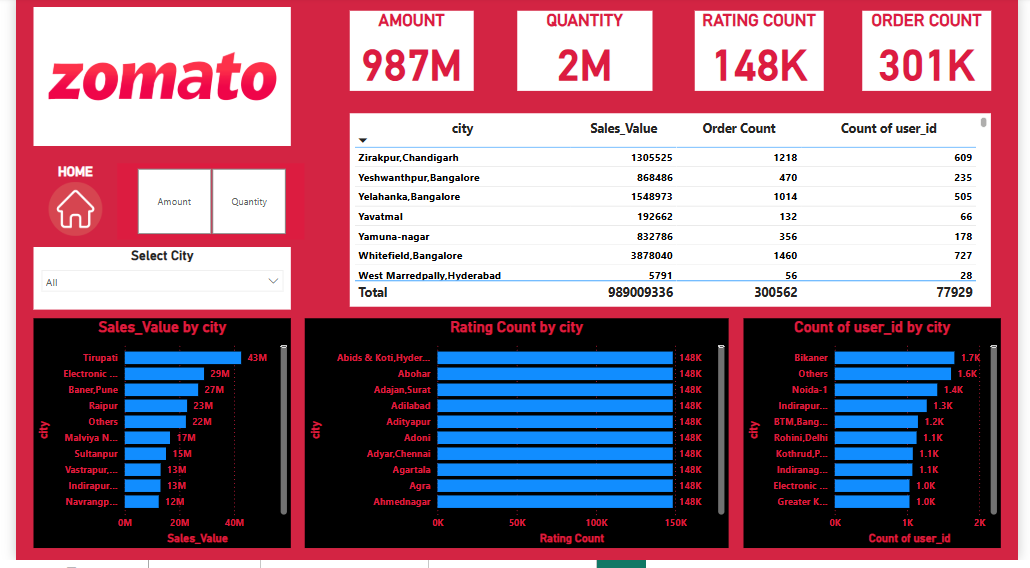 zomato
AMOUNT
987M
QUANTITY
2M
RATING COUNT
148K
ORDER COUNT
301K
HOME
Amount
Quantity
Select City
All
city Sales_Value Order Count Count of user_id
Zirakpur,Chandigarh 1305525 1218 609
Yeshwanthpur,Bangalore 868486 470 235
Yelahanka,Bangalore 1548973 1014 505
Yavatmal 192662 132 66
Yamuna-nagar 832786 356 178
Whitefield,Bangalore 3878040 1460 727
West Marredpally,Hyderabad 5791 56 28
Total 989009336 300562 77929
Sales_Value by city
city
Tirupati 43M
Electronic ... 29M
Baner,Pune 27M
Raipur 23M
Others 22M
Malviya N... 17M
Sultanpur 15M
Vastrapur,... 13M
Indirapur... 13M
Navrangp... 12M
0M 20M 40M
Sales_Value
Rating Count by city
city
Abids & Koti,Hyder... 148K
Abohar 148K
Adajan,Surat 148K
Adilabad 148K
Adityapur 148K
Adoni 148K
Adyar,Chennai 148K
Agartala 148K
Agra 148K
Ahmednagar 148K
0K 50K 100K 150K
Rating Count
Count of user_id by city
city
Bikaner 1.7K
Others 1.6K
Noida-1 1.4K
Indirapur... 1.3K
BTM,Bang... 1.2K
Rohini,Delhi 1.1K
Kothrud,P... 1.1K
Indiranag... 1.1K
Electronic ... 1.0K
Greater K... 1.0K
0K 1K 2K
Count of user_id